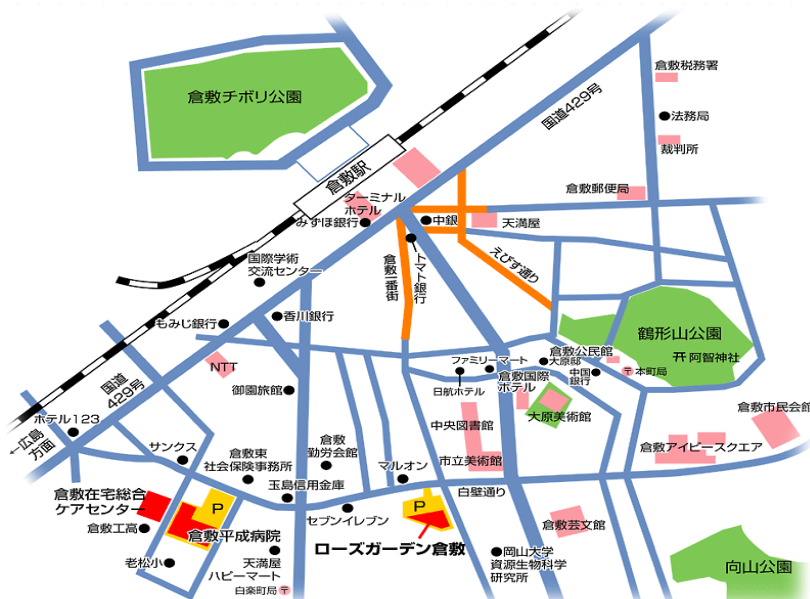 倉敷チボリ公園
国道429号
倉敷税務署
法務局
裁判所
倉敷駅
ターミナル
ホテル
みずほ銀行
倉敷郵便局
中銀
天満屋
国際学術
交流センター
倉敷一番街
トマト銀行
えびす通り
もみじ銀行
香川銀行
鶴形山公園
阿智神社
NTT
国道
429号
ファミリーマート
大原邸
倉敷公民館
中国
銀行
本町局
御園旅館
日航ホテル
倉敷国際
ホテル
大原美術館
ホテル123
←広島
方面
サンクス
倉敷東
社会保険事務所
倉敷
勤労会館
中央図書館
倉敷市民会館
倉敷アイビースクエア
マルオン
市立美術館
玉島信用金庫
白壁通り
倉敷在宅総合
ケアセンター
P
P
セブンイレブン
倉敷工高
倉敷平成病院
倉敷芸文館
ローズガーデン倉敷
老松小
天満屋
ハピーマート
白楽町局
岡山大学
資源生物科学
研究所
向山公園